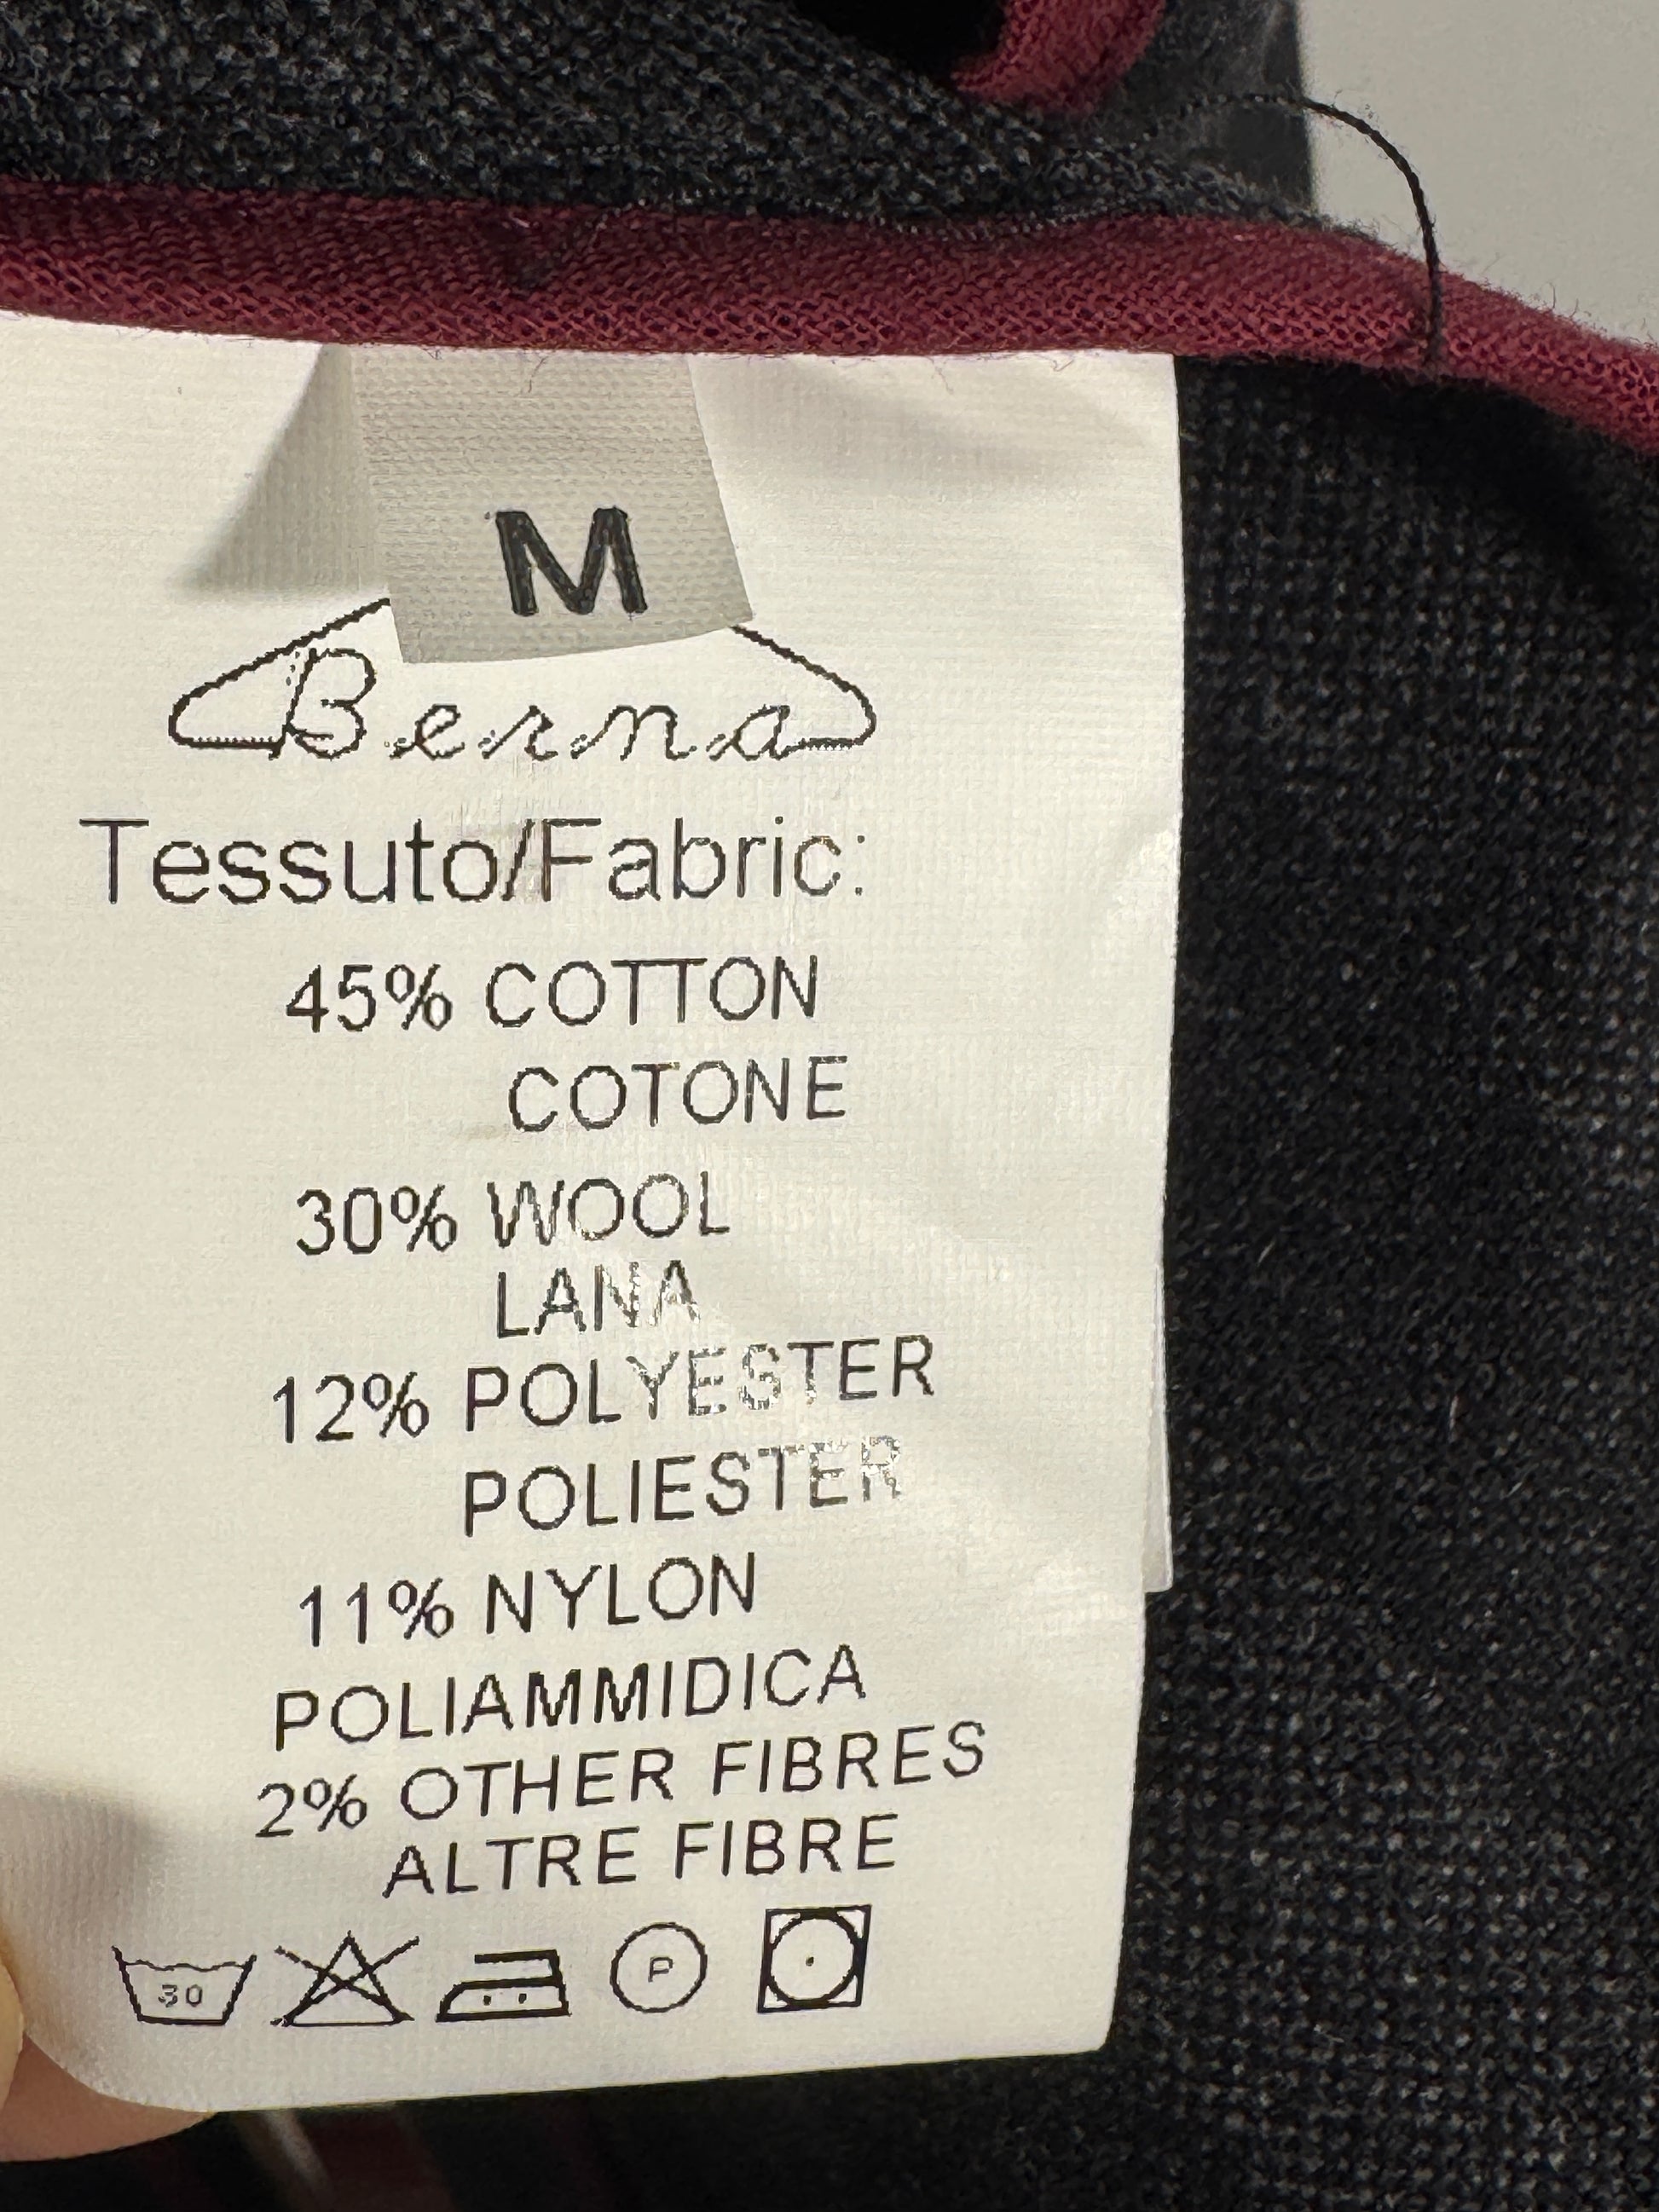 M
Berna
Tessuto/Fabric:
45% COTTON
COTONE
30% WOOL
LANA
12% POLYESTER
POLIESTER
11% NYLON
POLIAMMIDICA
2% OTHER FIBRES
ALTRE FIBRE
30 P